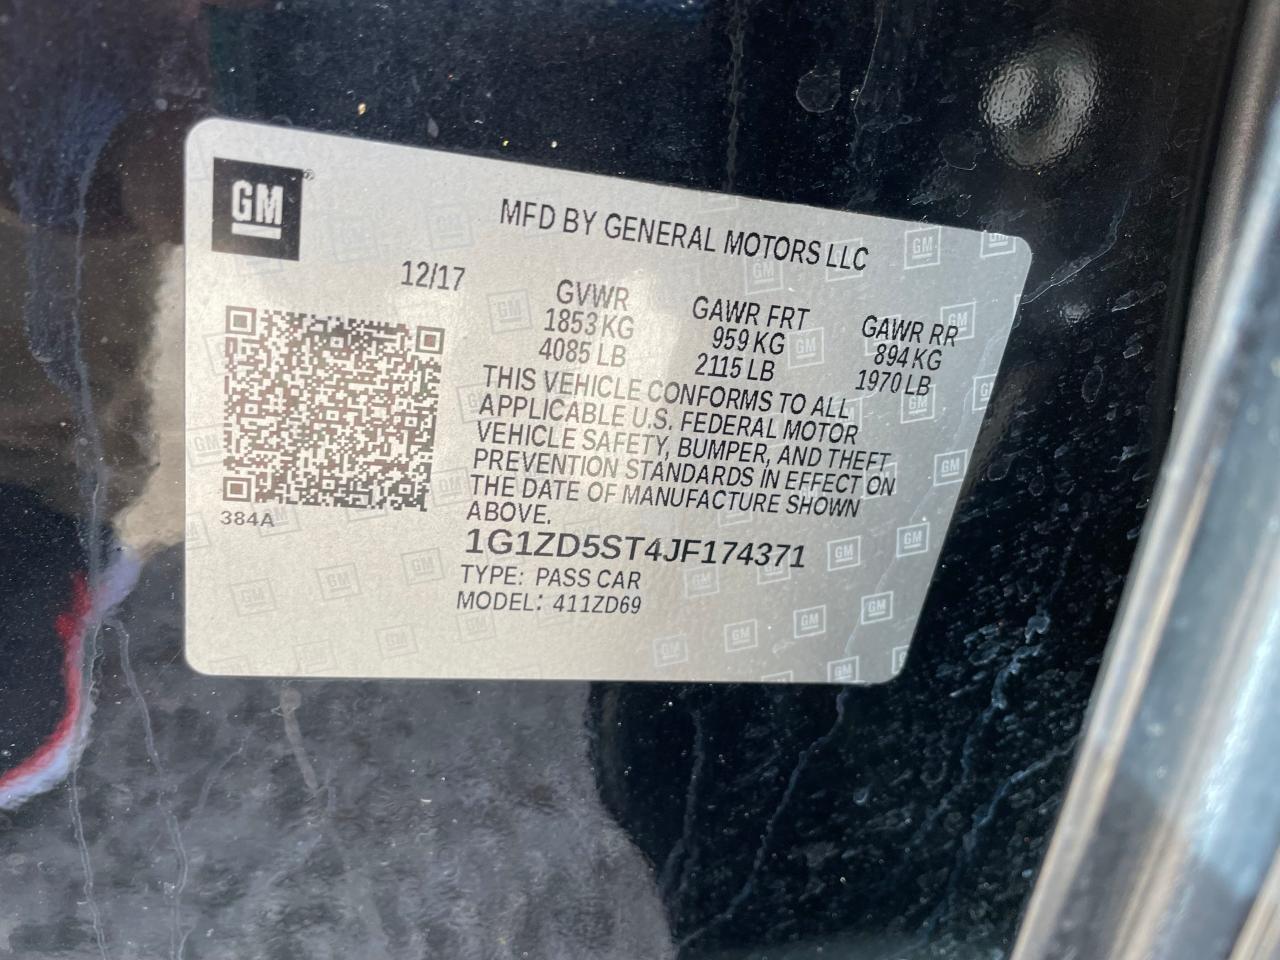 GM
MFD BY GENERAL MOTORS LLC
12/17
GVWR
1853 KG
4085 LB
GAWR FRT
959 KG
2115 LB
GAWR RR
894 KG
1970 LB
THIS VEHICLE CONFORMS TO ALL
APPLICABLE U.S. FEDERAL MOTOR
VEHICLE SAFETY, BUMPER, AND THEFT
PREVENTION STANDARDS IN EFFECT ON
THE DATE OF MANUFACTURE SHOWN
ABOVE.
384A
1G1ZD5ST4JF174371
TYPE: PASS CAR
MODEL: 411ZD69